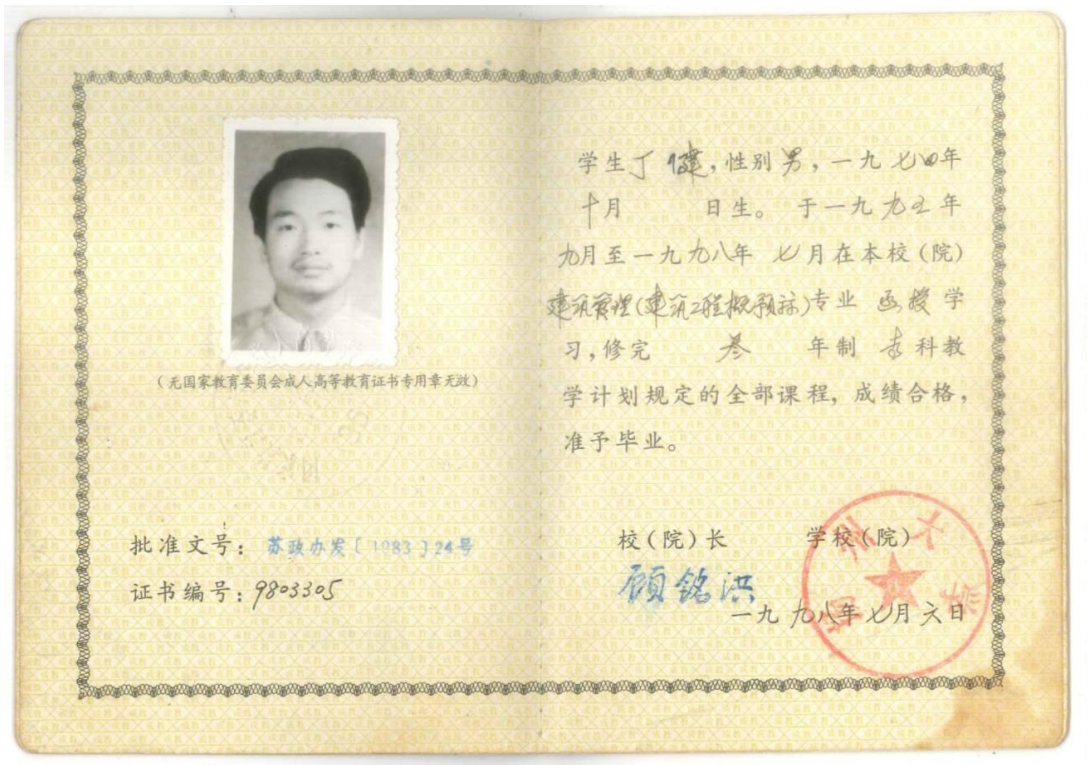 (无国家教育委员会成人高等教育证书专用章无效)
批准文号：苏政办发〔1983〕24号
证书编号：9803305
学生丁健，性别男，一九七四年
十月 日生。于一九九五年
九月至一九九八年 七月在本校（院）
建筑管理(建筑工程概预算)专业 函授学
习，修完 叁 年制 专科教
学计划规定的全部课程，成绩合格，
准予毕业。
校（院）长 学校（院）
顾铭洪
一九九八年七月六日
扬州大学